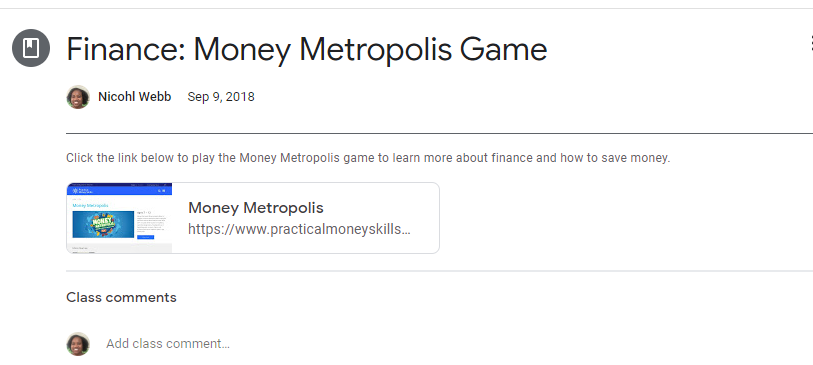 Finance: Money Metropolis Game
Nicohl Webb Sep 9, 2018
Click the link below to play the Money Metropolis game to learn more about finance and how to save money.
Money Metropolis
Money Metropolis
https://www.practicalmoneyskills...
Class comments
Add class comment...